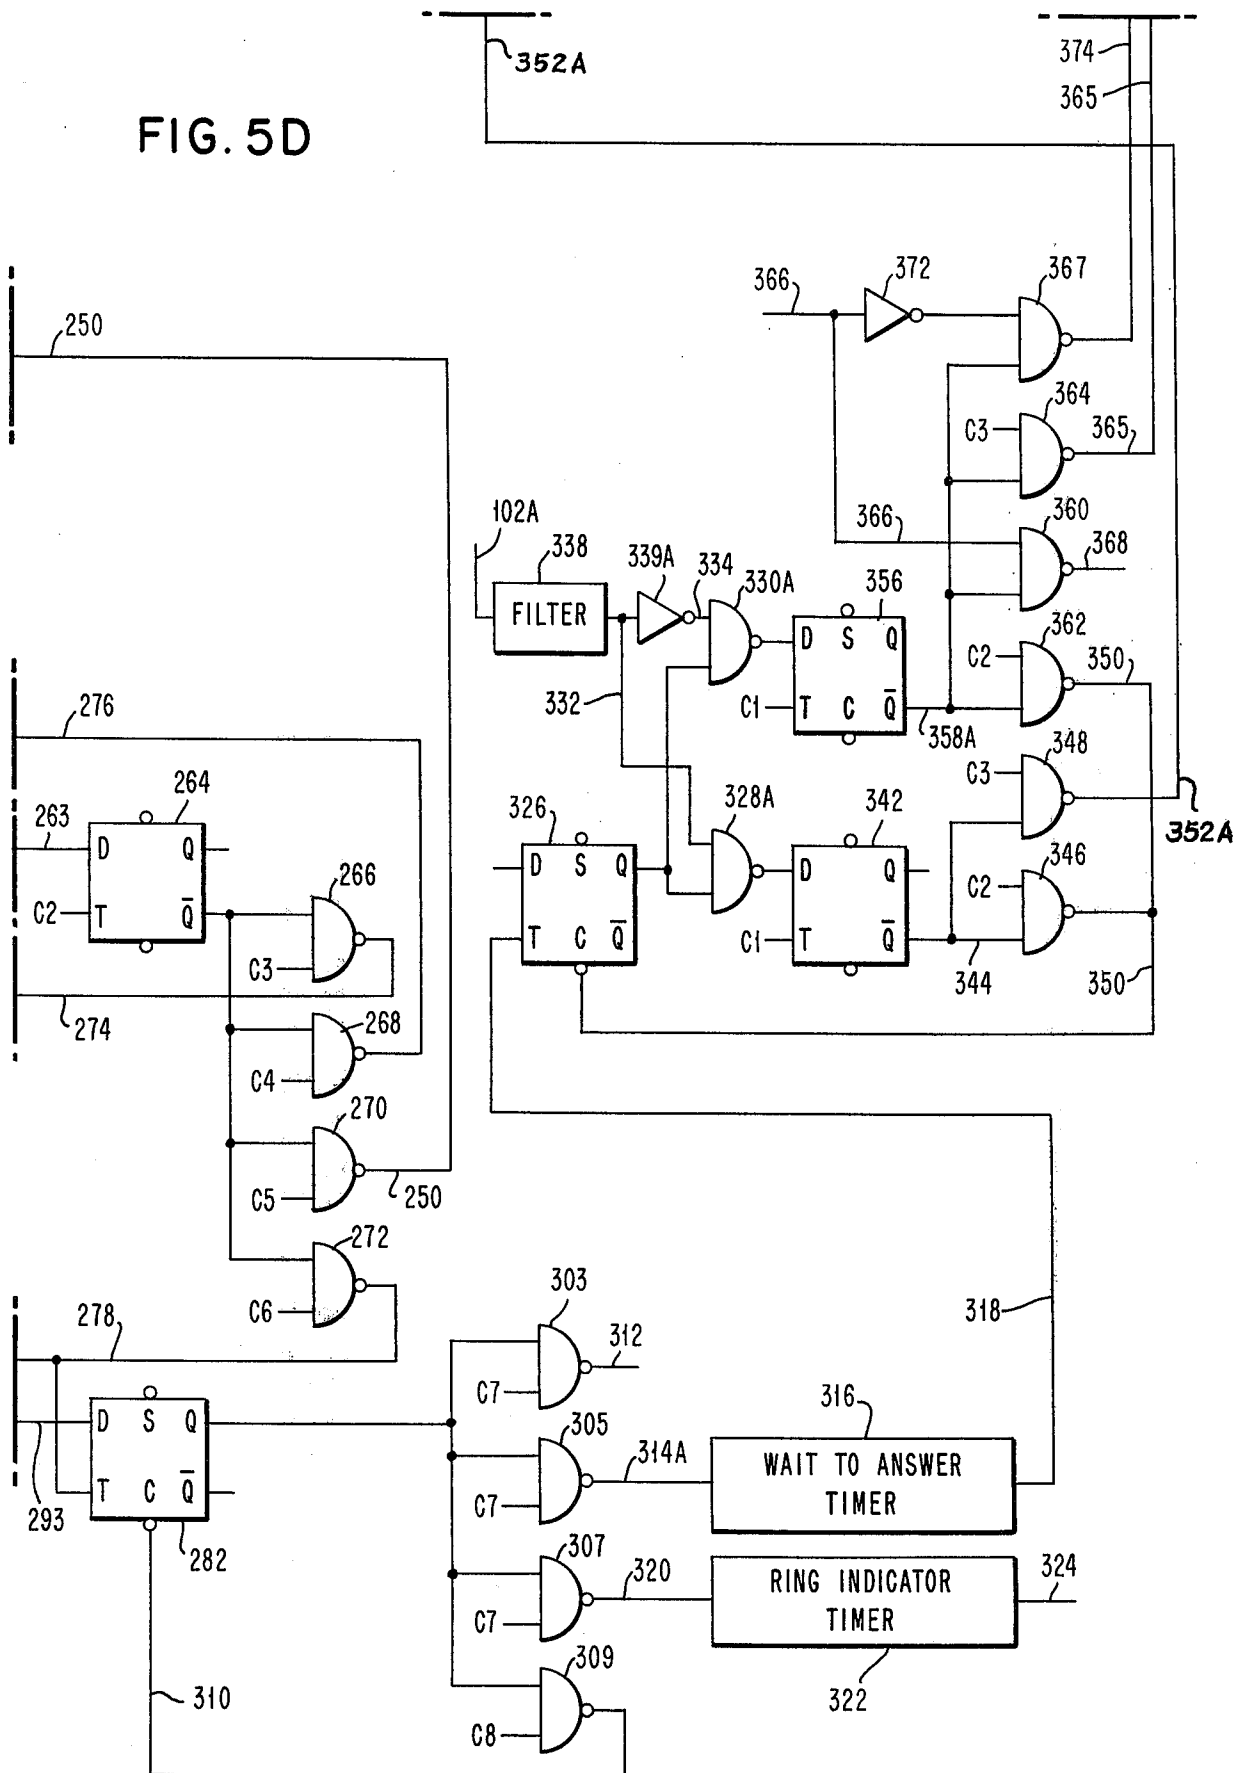 352A
374
365
FIG. 5D
366
372
367
250
364
C3
365
102A
338
339A
334
330A
366
360
368
FILTER
356
D S Q
362
C2
350
332
C1
T C Q̅
358A
276
348
C3
264
326
328A
342
352A
263
D Q
D S Q
D Q
346
266
C2
C2
T Q̅
T C Q̅
C1
T Q̅
C3
344
350
274
268
C4
270
C5
250
272
303
318
278
C6
312
C7
316
D S Q
305
314A
WAIT TO ANSWER
TIMER
T C Q̅
C7
293
282
307
320
RING INDICATOR
TIMER
324
C7
309
322
310
C8